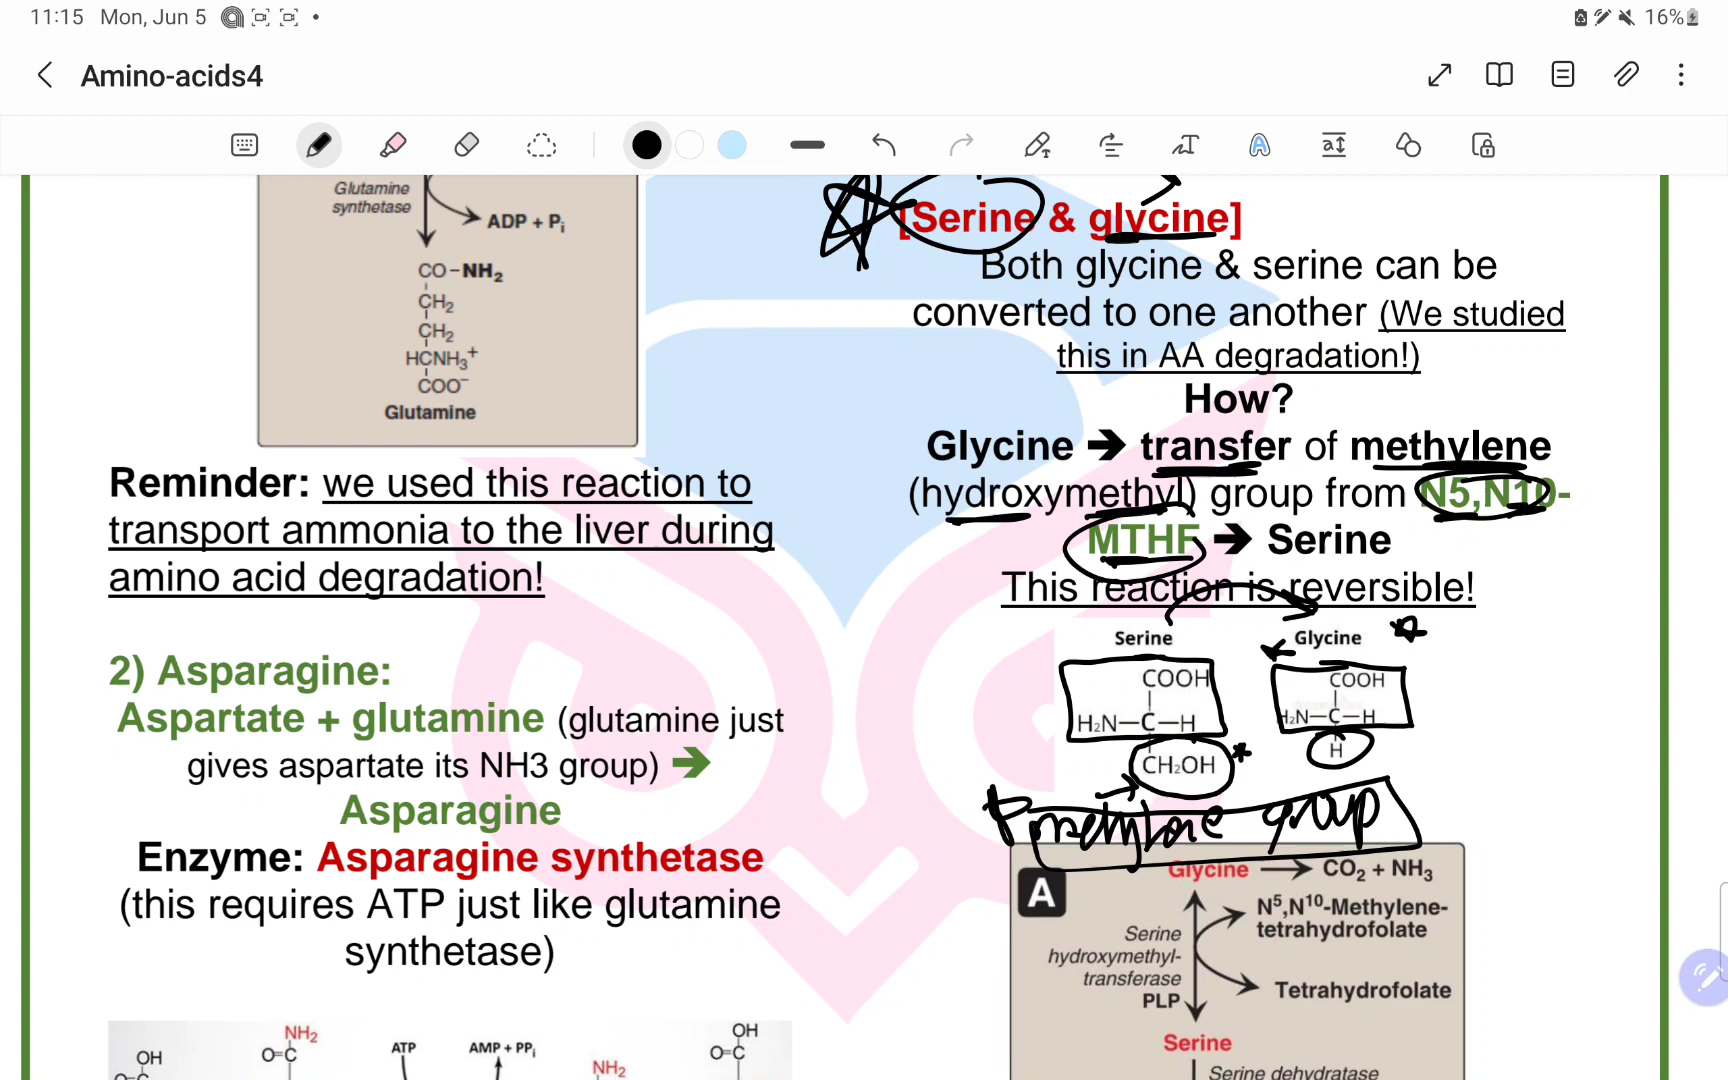 11:15 Mon, Jun 5
16%
Amino-acids4
Glutamine
synthetase
ADP + Pi
CO–NH2
CH2
CH2
HCNH3+
COO–
Glutamine
Reminder: we used this reaction to
transport ammonia to the liver during
amino acid degradation!
2) Asparagine:
Aspartate + glutamine (glutamine just
gives aspartate its NH3 group) ➔
Asparagine
Enzyme: Asparagine synthetase
(this requires ATP just like glutamine
synthetase)
OH
O=C
NH2
O=C
ATP
AMP + PPi
NH2
OH
O=C
[Serine & glycine]
Both glycine & serine can be
converted to one another (We studied
this in AA degradation!)
How?
Glycine ➔ transfer of methylene
(hydroxymethyl) group from N5,N10-
MTHF ➔ Serine
This reaction is reversible!
Serine
COOH
H2N—C—H
CH2OH
Glycine
COOH
H2N—C—H
H
methylene group
A
Glycine → CO2 + NH3
N5,N10-Methylene-
tetrahydrofolate
Serine
hydroxymethyl-
transferase
PLP
Tetrahydrofolate
Serine
Serine dehydratase